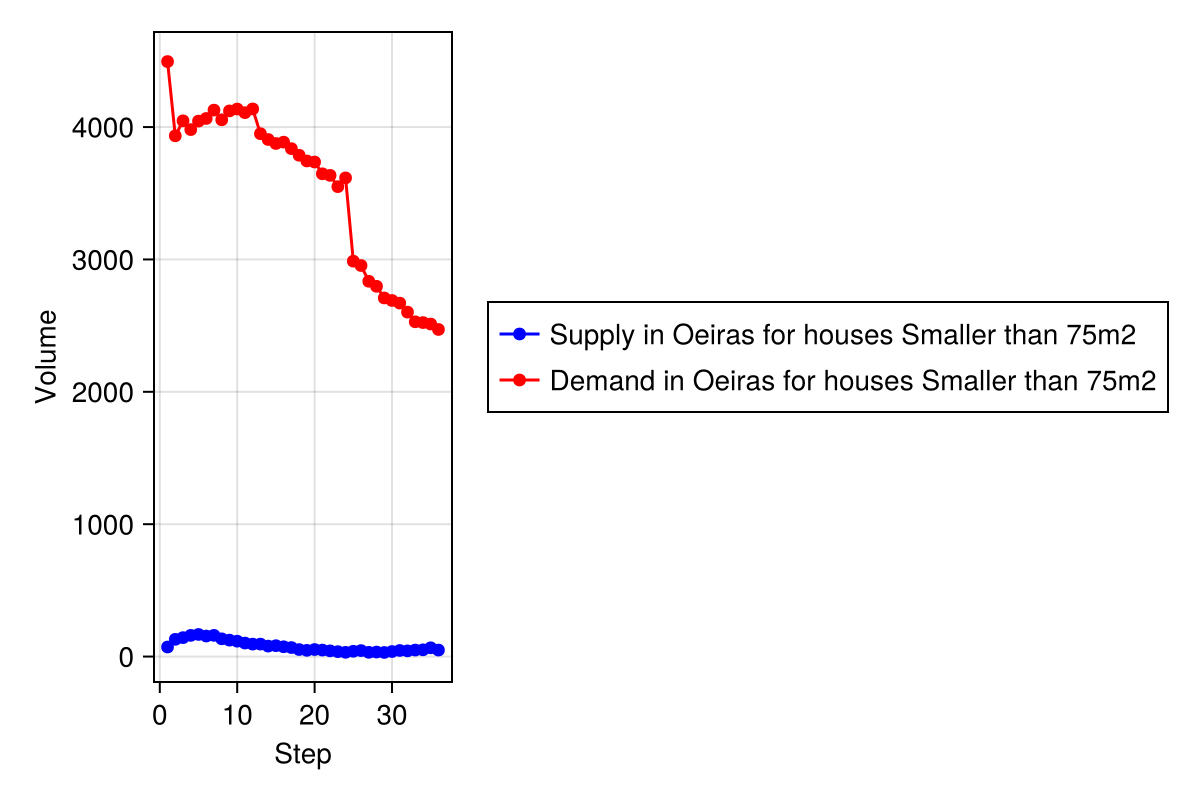 Volume
4000
3000
2000
1000
0
0 10 20 30
Step
Supply in Oeiras for houses Smaller than 75m2
Demand in Oeiras for houses Smaller than 75m2